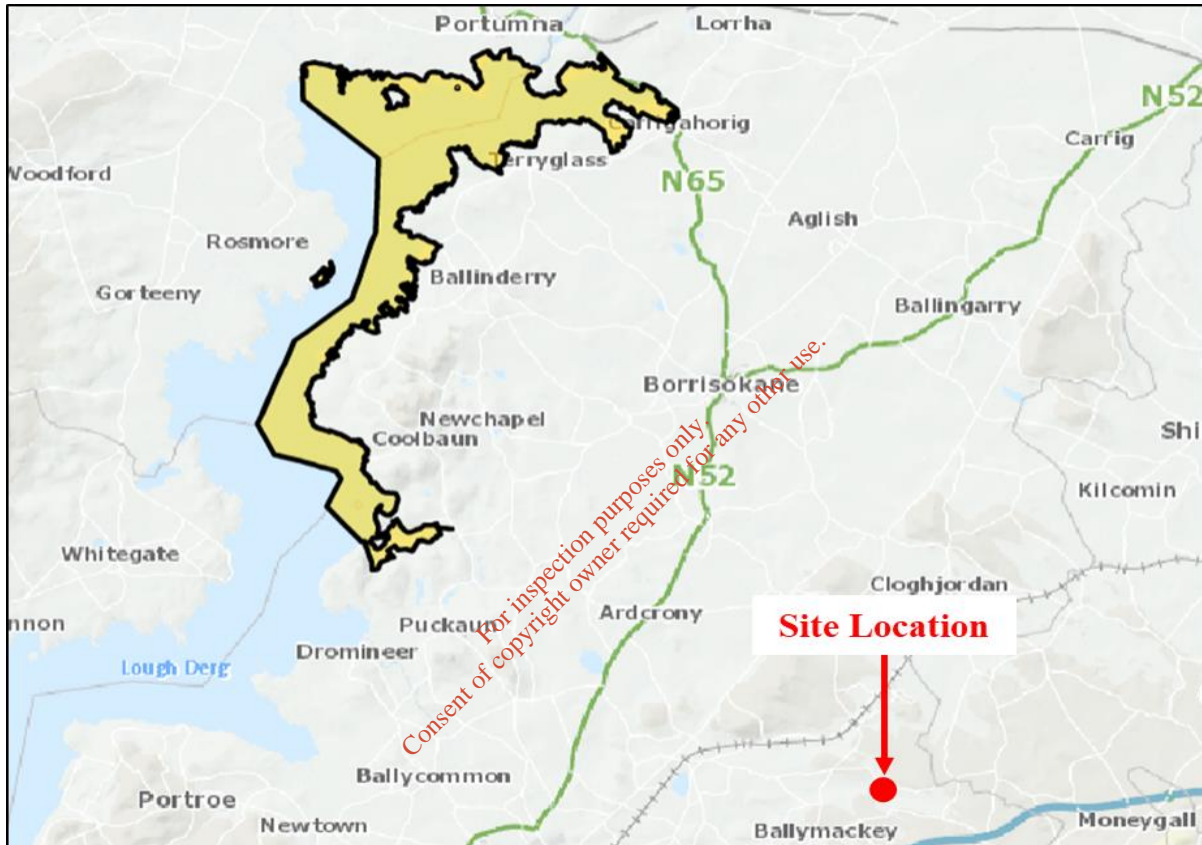 Portumna
Lorrha
N52
Carrigahorig
Carrig
Terryglass
Woodford
N65
Aglish
Rosmore
Ballinderry
Gorteeny
Ballingarry
Borrisokane
Newchapel
Coolbaun
Shi
N52
Kilcomin
Whitegate
Cloghjordan
nnon
Puckaun
Ardcrony
Site Location
Dromineer
Lough Derg
Ballycommon
Portroe
Newtown
Ballymackey
Moneygall
For inspection purposes only.
Consent of copyright owner required for any other use.